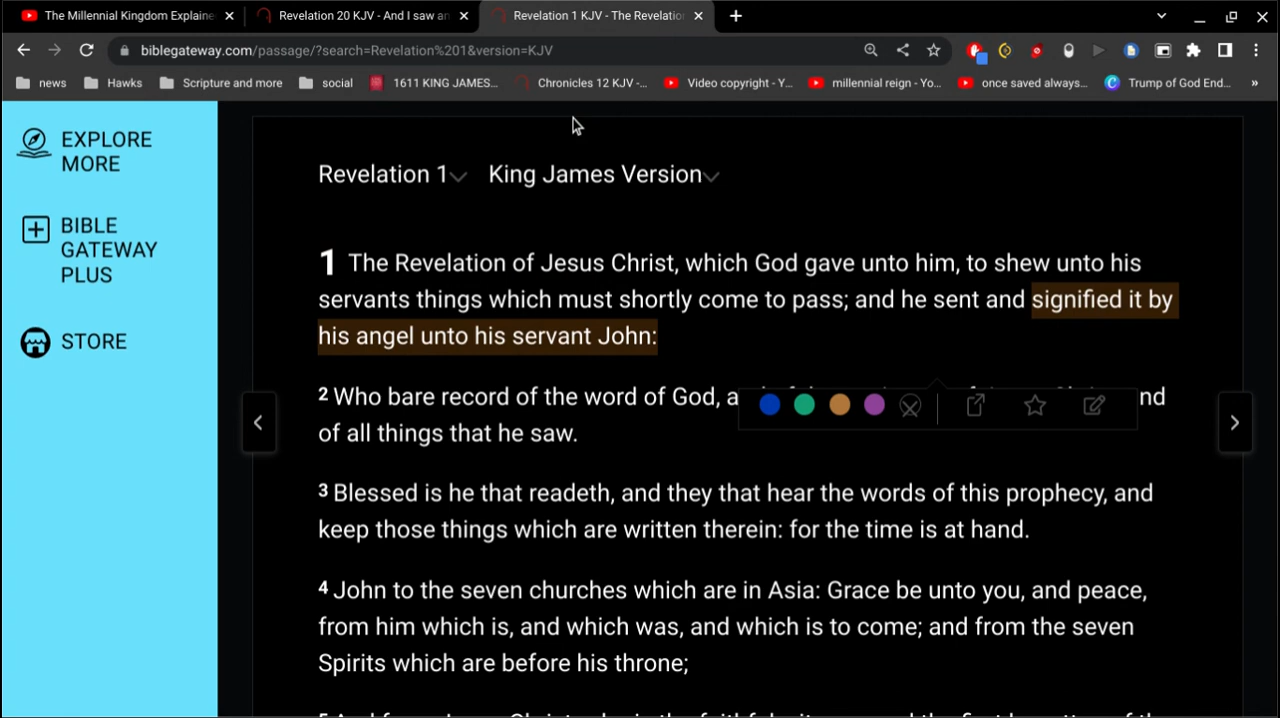 The Millennial Kingdom Explaine
Revelation 20 KJV - And I saw an
Revelation 1 KJV - The Revelatio
biblegateway.com/passage/?search=Revelation%201&version=KJV
news
Hawks
Scripture and more
social
1611 KING JAMES...
Chronicles 12 KJV -...
Video copyright - Y...
millennial reign - Yo...
once saved always...
Trump of God End...
»
EXPLORE
MORE
BIBLE
GATEWAY
PLUS
STORE
Revelation 1
King James Version
1 The Revelation of Jesus Christ, which God gave unto him, to shew unto his
servants things which must shortly come to pass; and he sent and signified it by
his angel unto his servant John:
2 Who bare record of the word of God, nd
of all things that he saw.
3 Blessed is he that readeth, and they that hear the words of this prophecy, and
keep those things which are written therein: for the time is at hand.
4 John to the seven churches which are in Asia: Grace be unto you, and peace,
from him which is, and which was, and which is to come; and from the seven
Spirits which are before his throne;